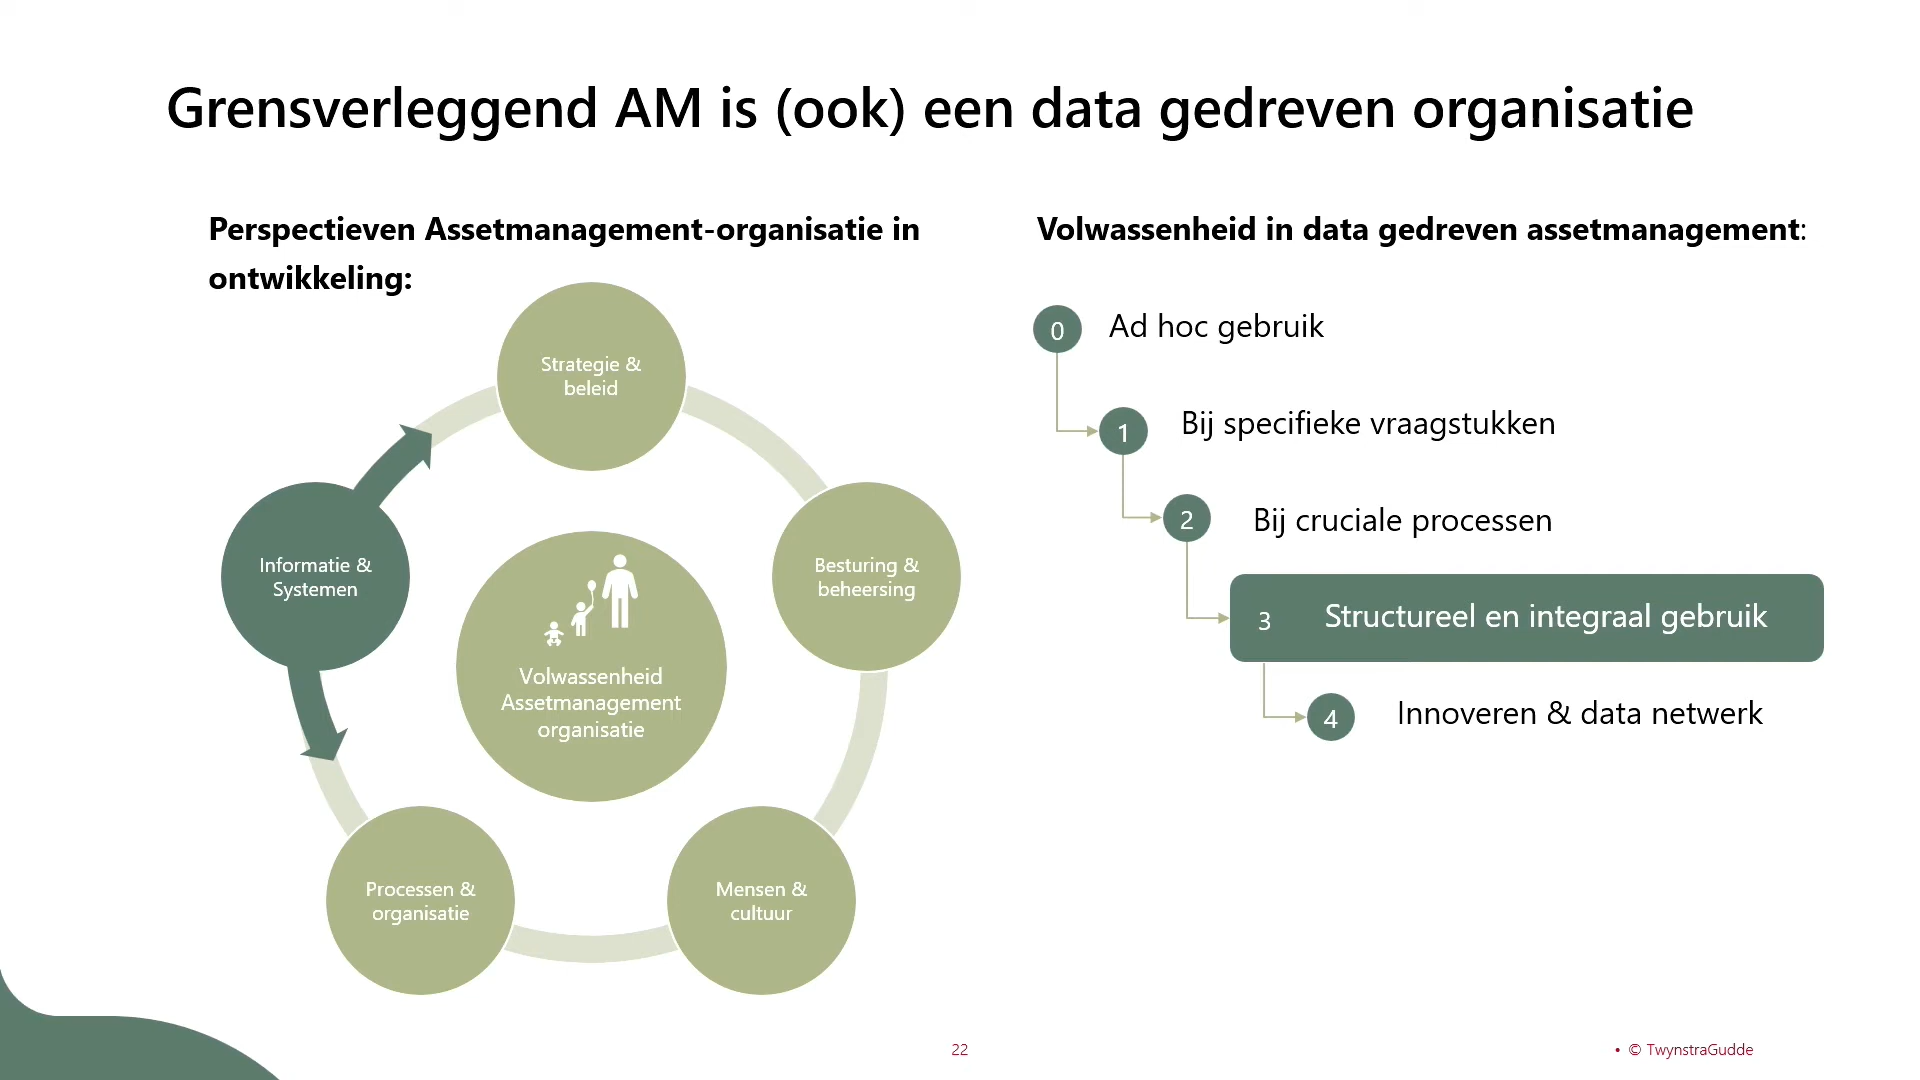 Grensverleggend AM is (ook) een data gedreven organisatie
Perspectieven Assetmanagement-organisatie in
ontwikkeling:
Strategie &
beleid
Informatie &
Systemen
Besturing &
beheersing
Volwassenheid
Assetmanagement
organisatie
Processen &
organisatie
Mensen &
cultuur
Volwassenheid in data gedreven assetmanagement:
0 Ad hoc gebruik
1 Bij specifieke vraagstukken
2 Bij cruciale processen
3 Structureel en integraal gebruik
4 Innoveren & data netwerk
22
• © TwynstraGudde